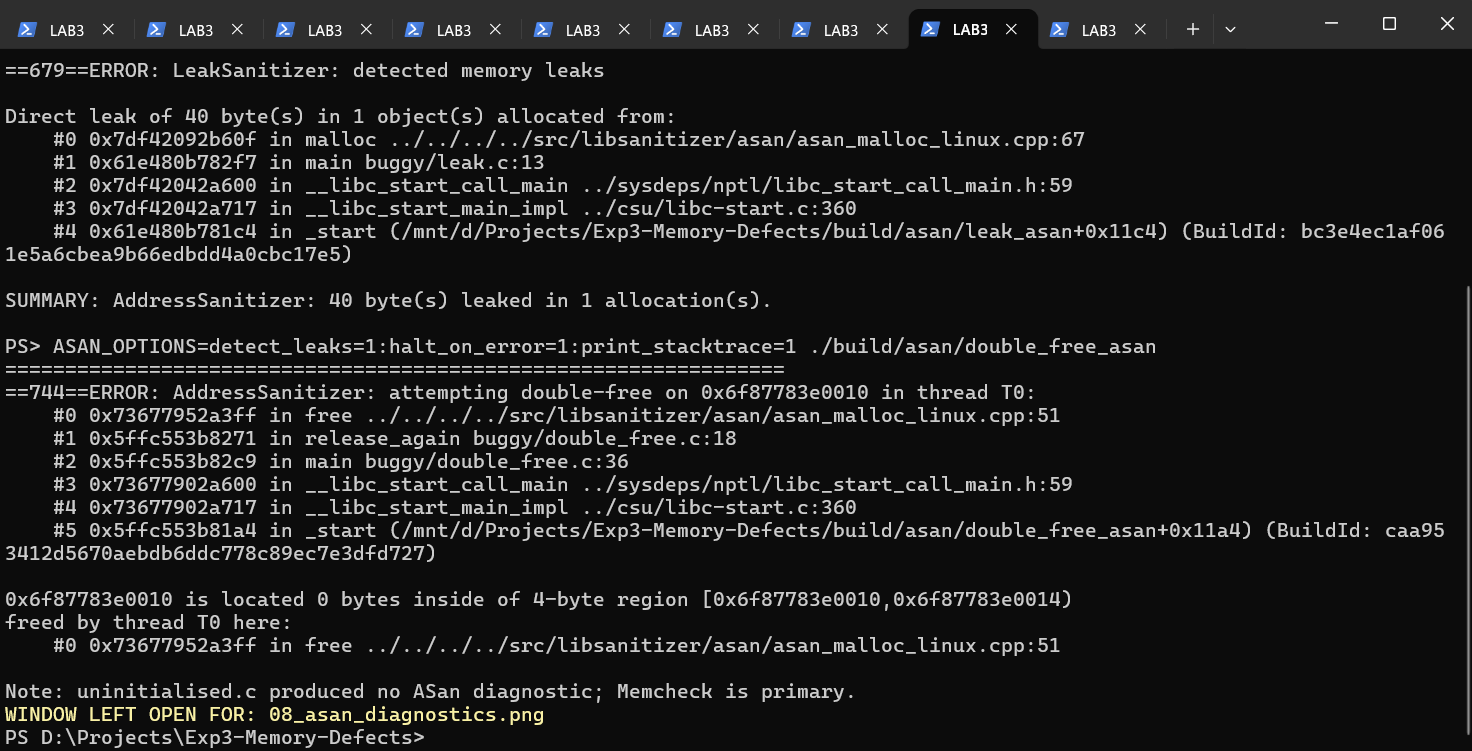 LAB3 LAB3 LAB3 LAB3 LAB3 LAB3 LAB3 LAB3 LAB3
==679==ERROR: LeakSanitizer: detected memory leaks
Direct leak of 40 byte(s) in 1 object(s) allocated from:
    #0 0x7df42092b60f in malloc ../../../../src/libsanitizer/asan/asan_malloc_linux.cpp:67
    #1 0x61e480b782f7 in main buggy/leak.c:13
    #2 0x7df42042a600 in __libc_start_call_main ../sysdeps/nptl/libc_start_call_main.h:59
    #3 0x7df42042a717 in __libc_start_main_impl ../csu/libc-start.c:360
    #4 0x61e480b781c4 in _start (/mnt/d/Projects/Exp3-Memory-Defects/build/asan/leak_asan+0x11c4) (BuildId: bc3e4ec1af06
1e5a6cbea9b66edbdd4a0cbc17e5)
SUMMARY: AddressSanitizer: 40 byte(s) leaked in 1 allocation(s).
PS> ASAN_OPTIONS=detect_leaks=1:halt_on_error=1:print_stacktrace=1 ./build/asan/double_free_asan
=================================================================
==744==ERROR: AddressSanitizer: attempting double-free on 0x6f87783e0010 in thread T0:
    #0 0x73677952a3ff in free ../../../../src/libsanitizer/asan/asan_malloc_linux.cpp:51
    #1 0x5ffc553b8271 in release_again buggy/double_free.c:18
    #2 0x5ffc553b82c9 in main buggy/double_free.c:36
    #3 0x73677902a600 in __libc_start_call_main ../sysdeps/nptl/libc_start_call_main.h:59
    #4 0x73677902a717 in __libc_start_main_impl ../csu/libc-start.c:360
    #5 0x5ffc553b81a4 in _start (/mnt/d/Projects/Exp3-Memory-Defects/build/asan/double_free_asan+0x11a4) (BuildId: caa95
3412d5670aebdb6ddc778c89ec7e3dfd727)
0x6f87783e0010 is located 0 bytes inside of 4-byte region [0x6f87783e0010,0x6f87783e0014)
freed by thread T0 here:
    #0 0x73677952a3ff in free ../../../../src/libsanitizer/asan/asan_malloc_linux.cpp:51
Note: uninitialised.c produced no ASan diagnostic; Memcheck is primary.
WINDOW LEFT OPEN FOR: 08_asan_diagnostics.png
PS D:\Projects\Exp3-Memory-Defects>